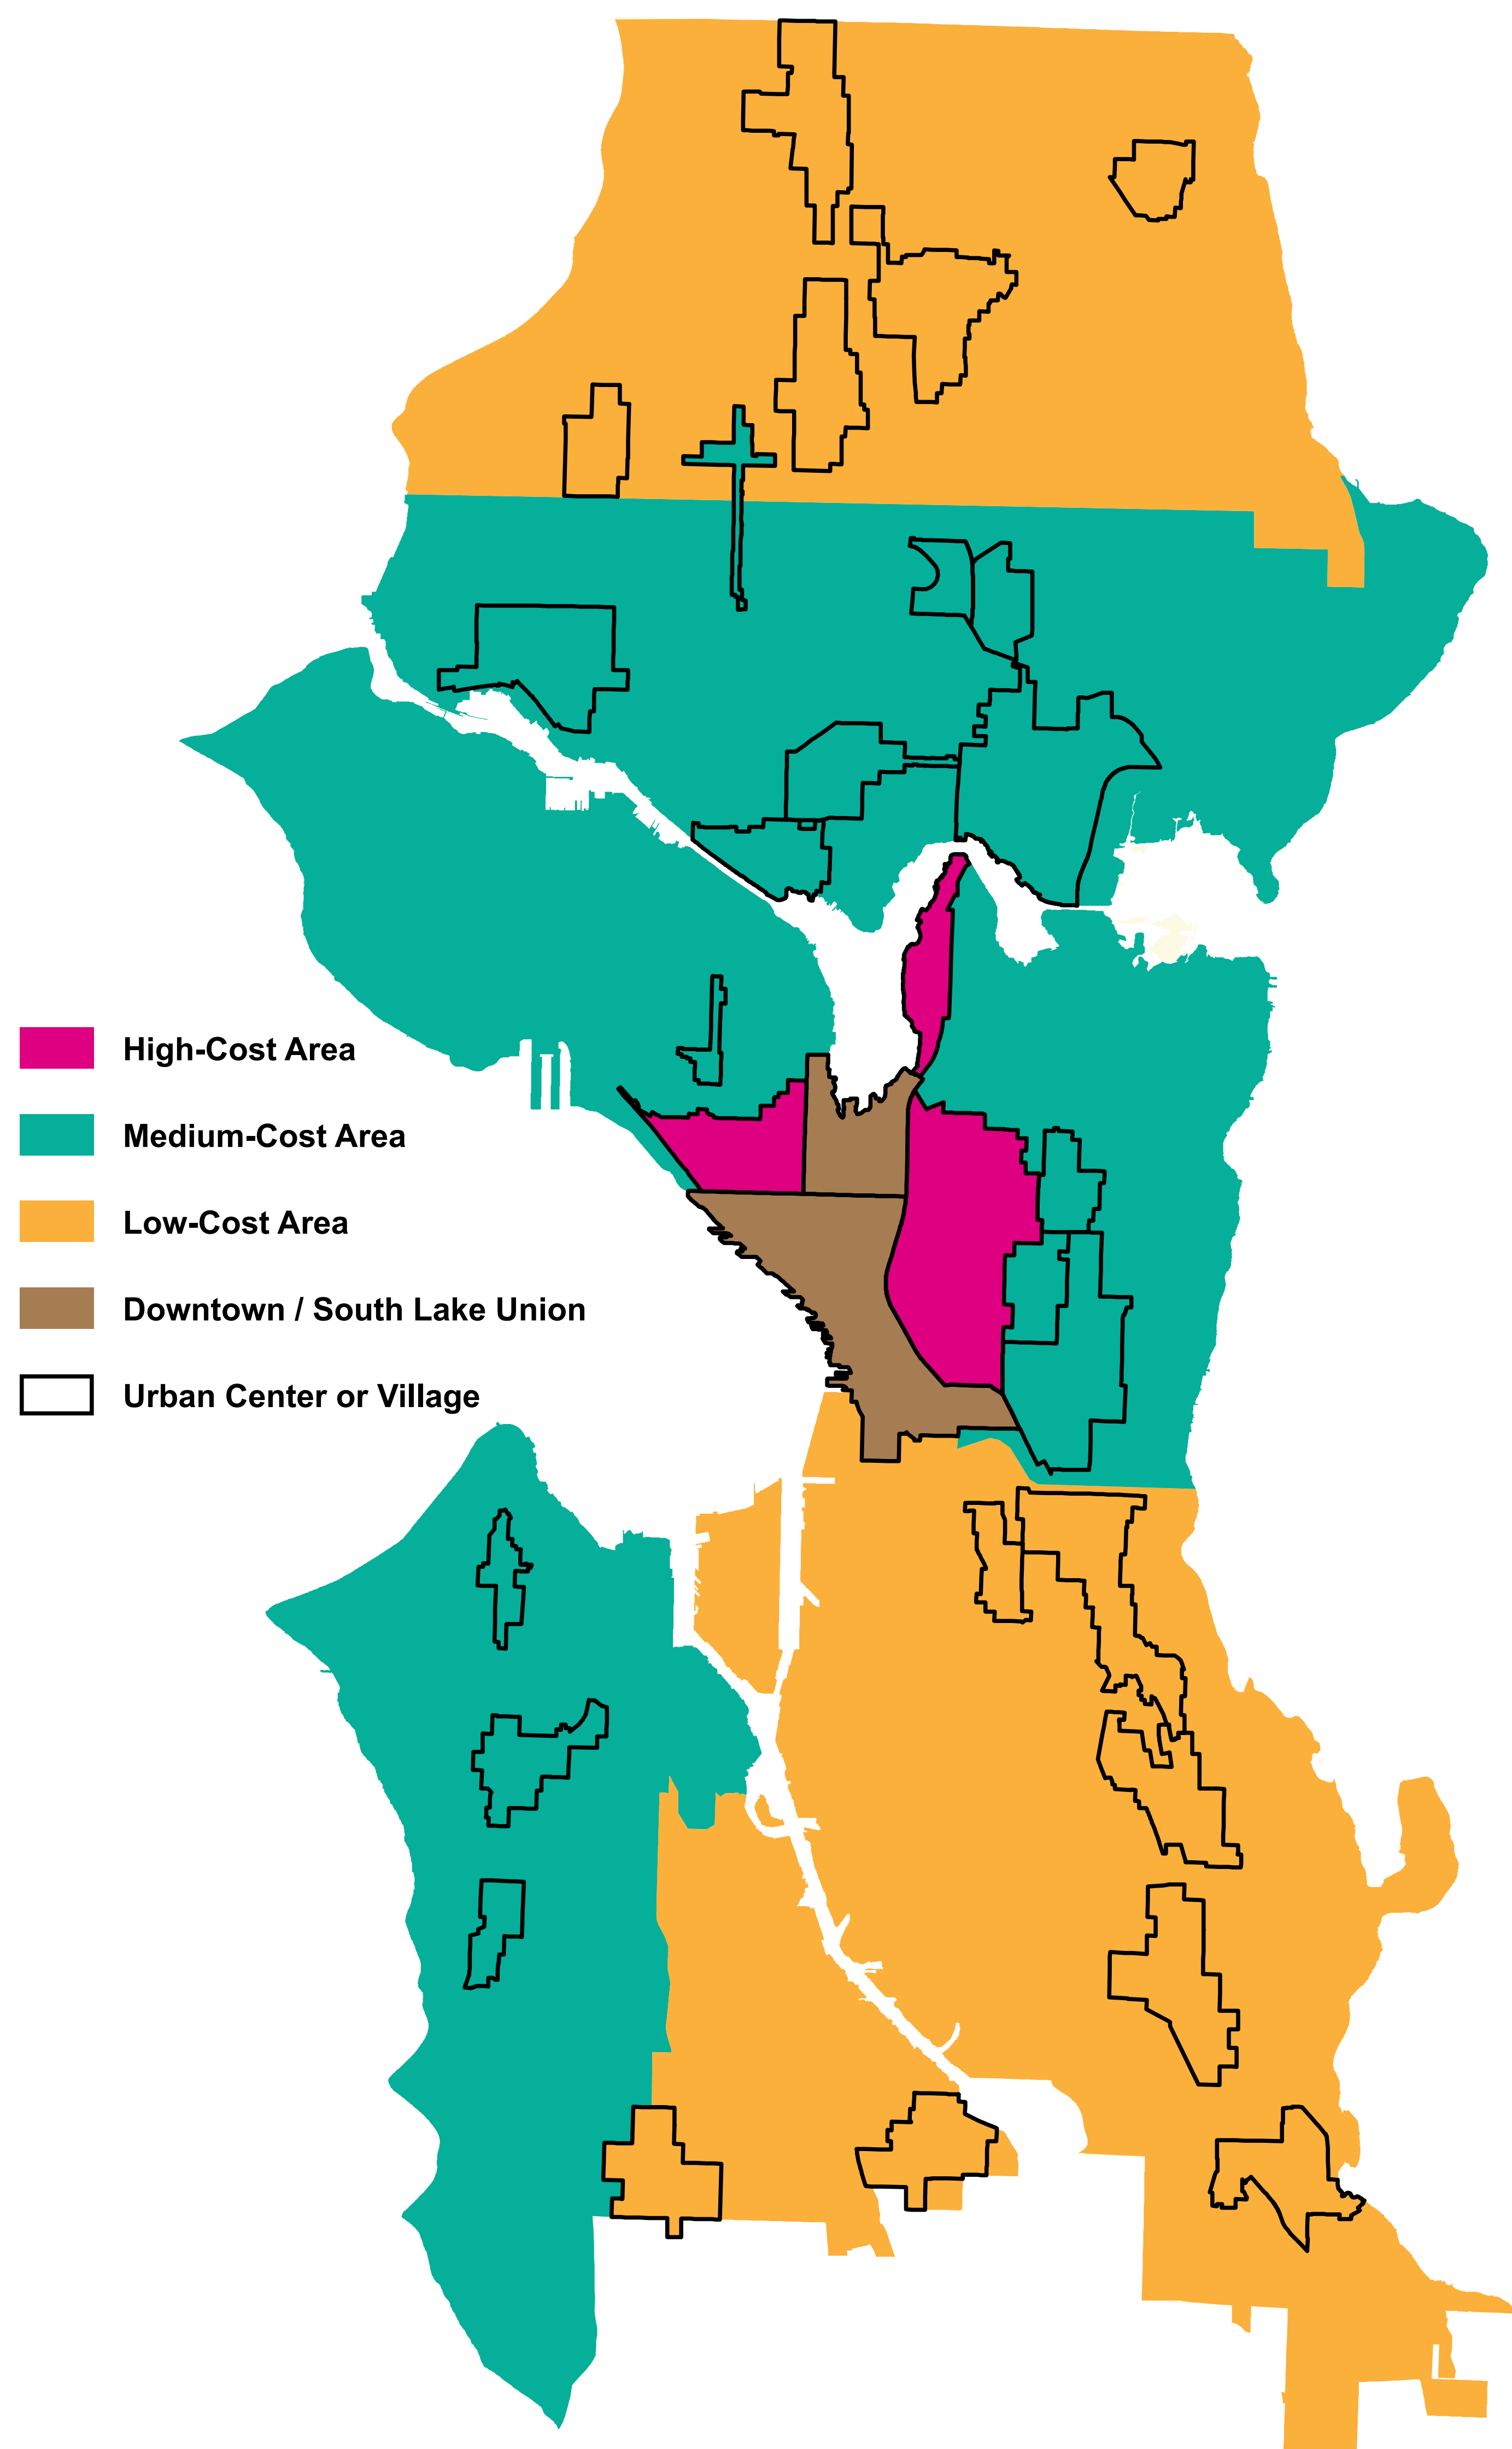 High-Cost Area
Medium-Cost Area
Low-Cost Area
Downtown / South Lake Union
Urban Center or Village